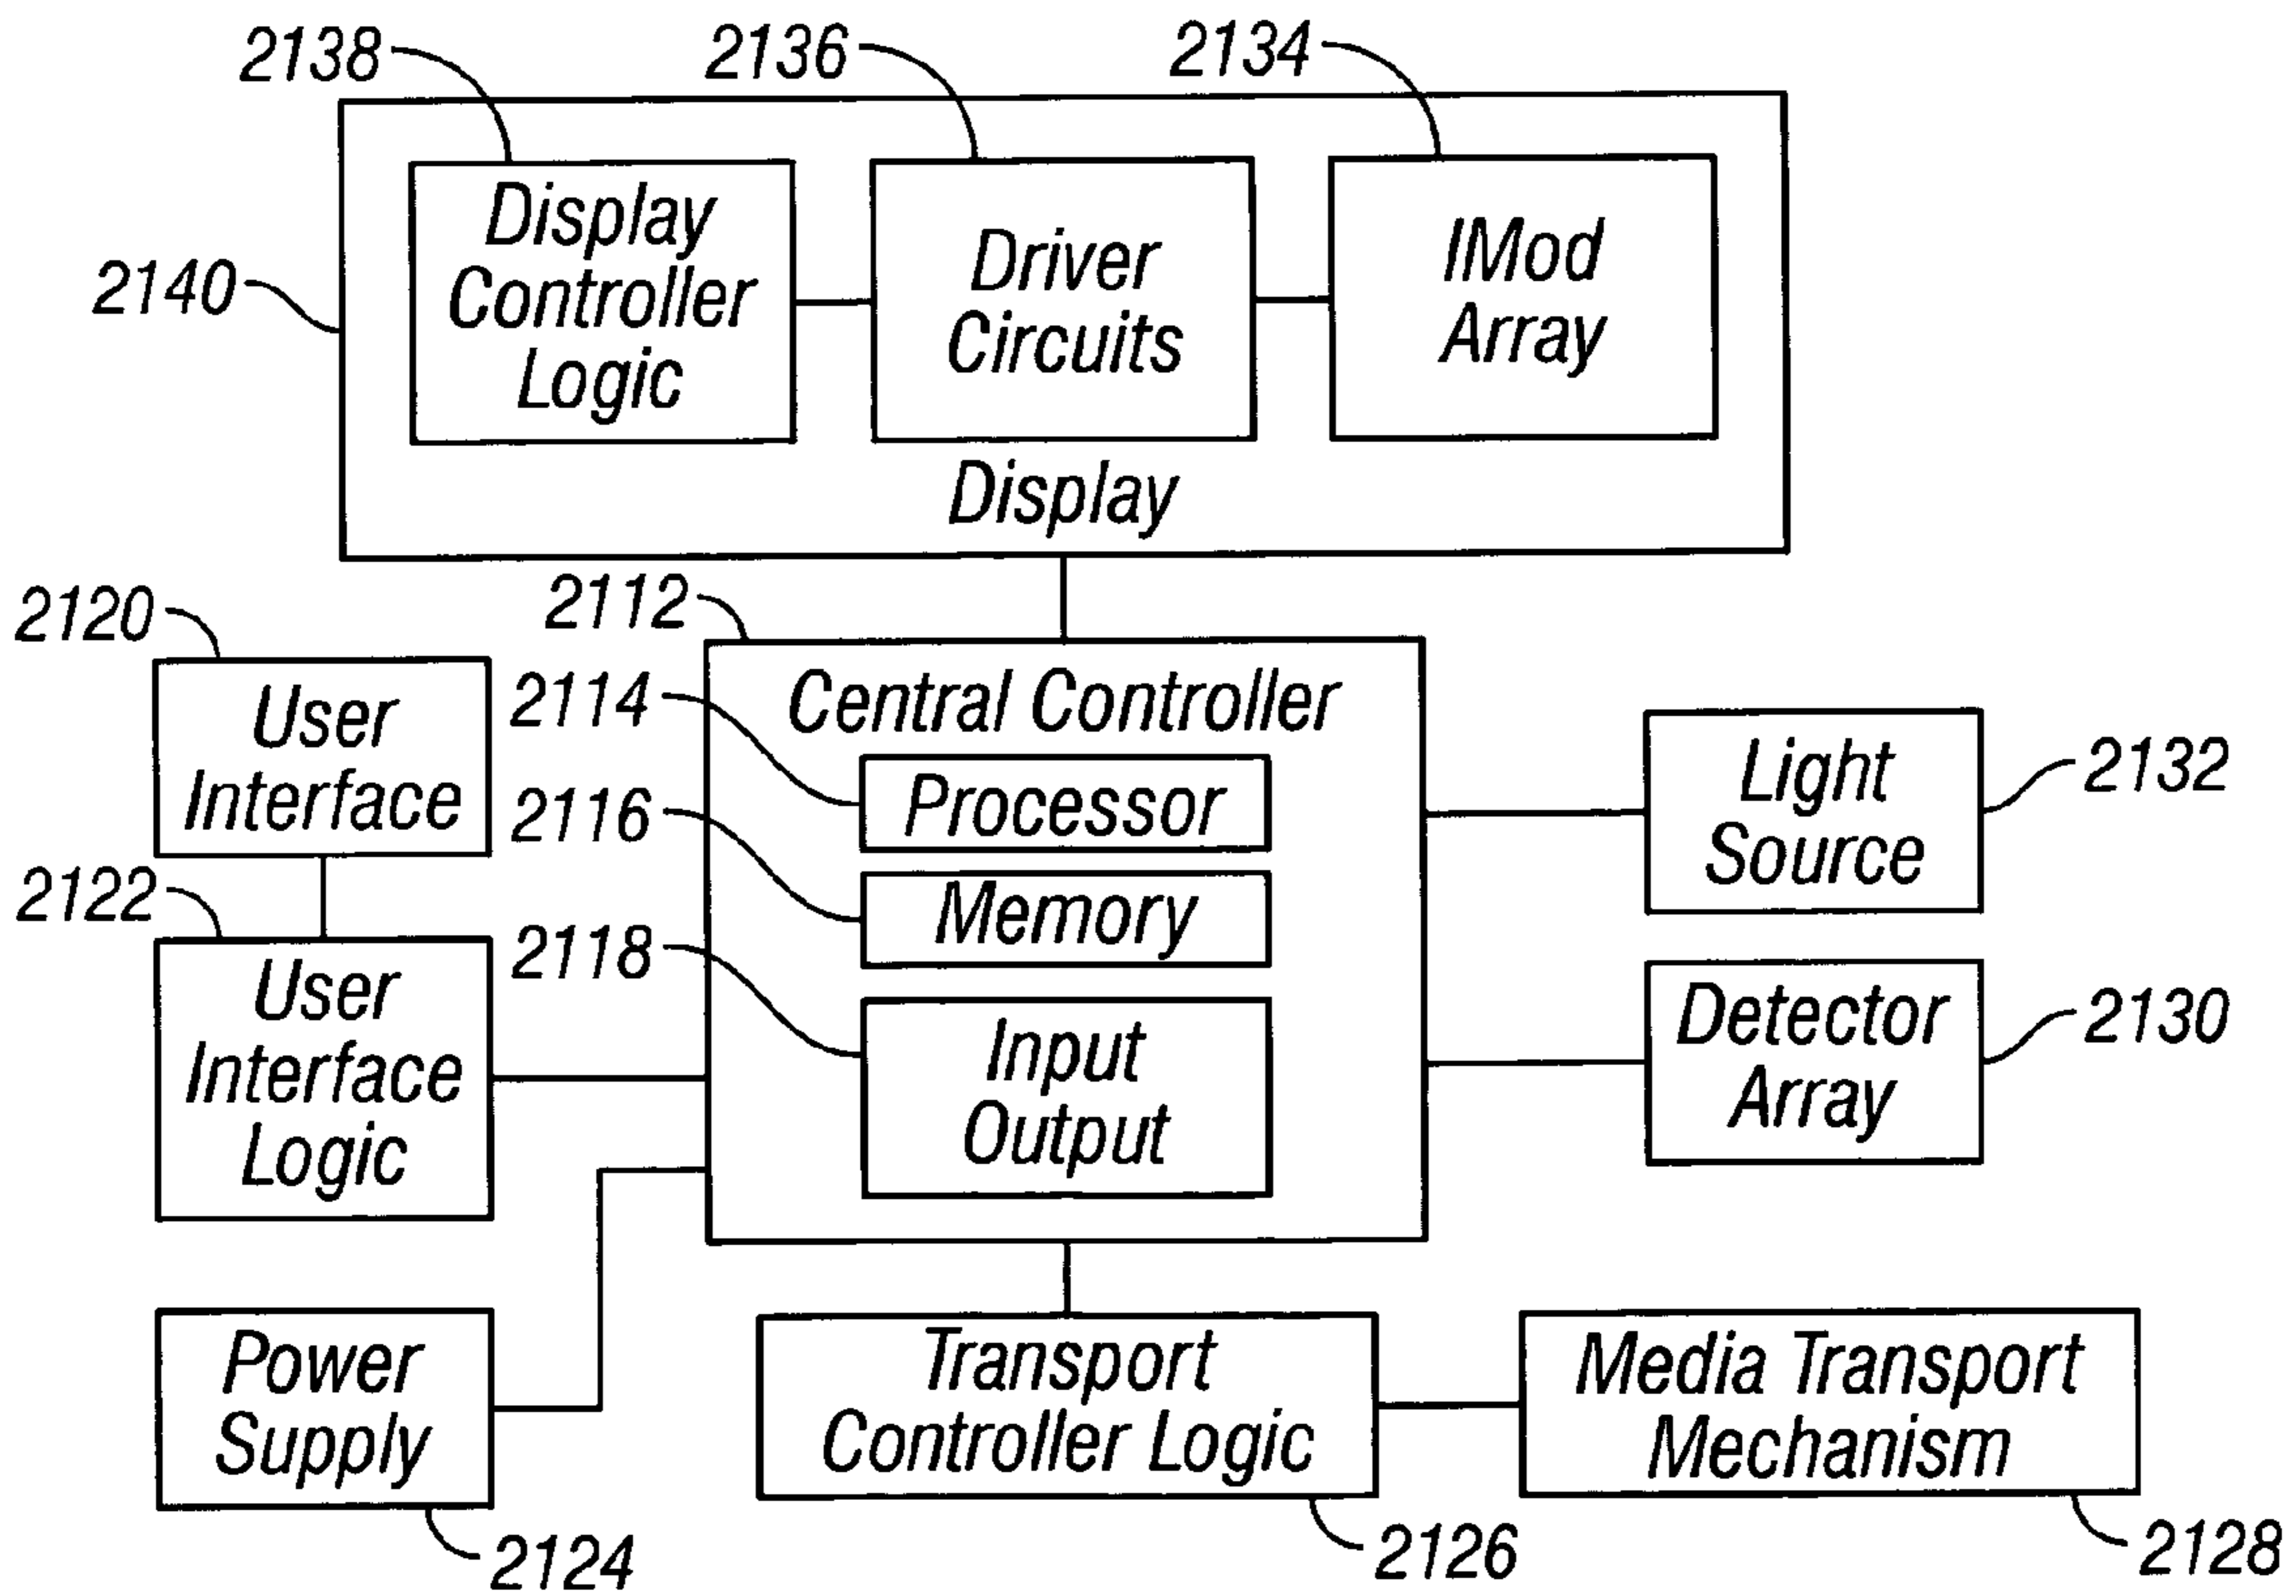 2138
2136
2134
2140
Display
Controller
Logic
Driver
Circuits
IMod
Array
Display
2120
User
Interface
2122
User
Interface
Logic
2112
Central Controller
2114
Processor
2116
Memory
2118
Input
Output
Light
Source
2132
Detector
Array
2130
Power
Supply
2124
Transport
Controller Logic
2126
Media Transport
Mechanism
2128